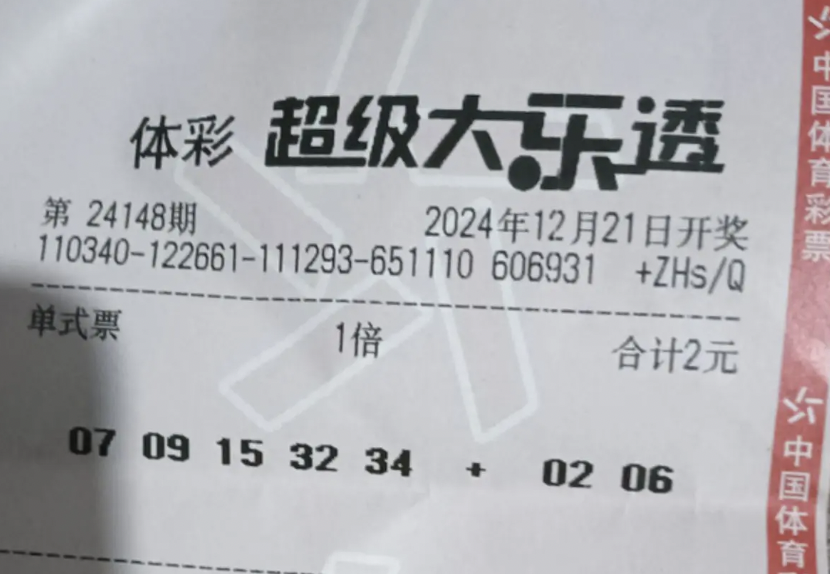 体彩 超级大乐透
第 24148期 2024年12月21日开奖
110340-122661-111293-651110 606931 +ZHs/Q
单式票 1倍 合计2元
07 09 15 32 34 + 02 06
中国体育彩票
中国体育